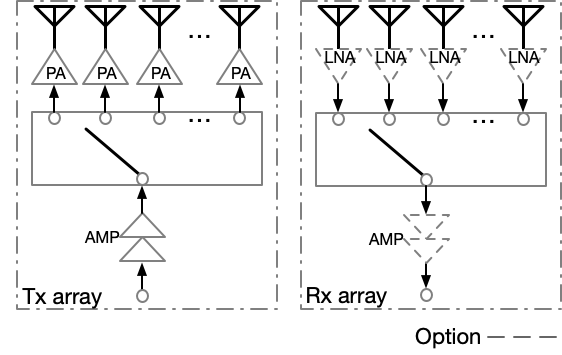 PA PA PA ... PA
AMP
Tx array
LNA LNA LNA ... LNA
...
AMP
Rx array
Option